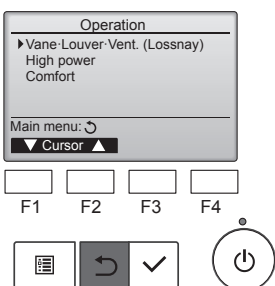 Operation
Vane·Louver·Vent. (Lossnay)
High power
Comfort
Main menu:
Cursor
F1 F2 F3 F4